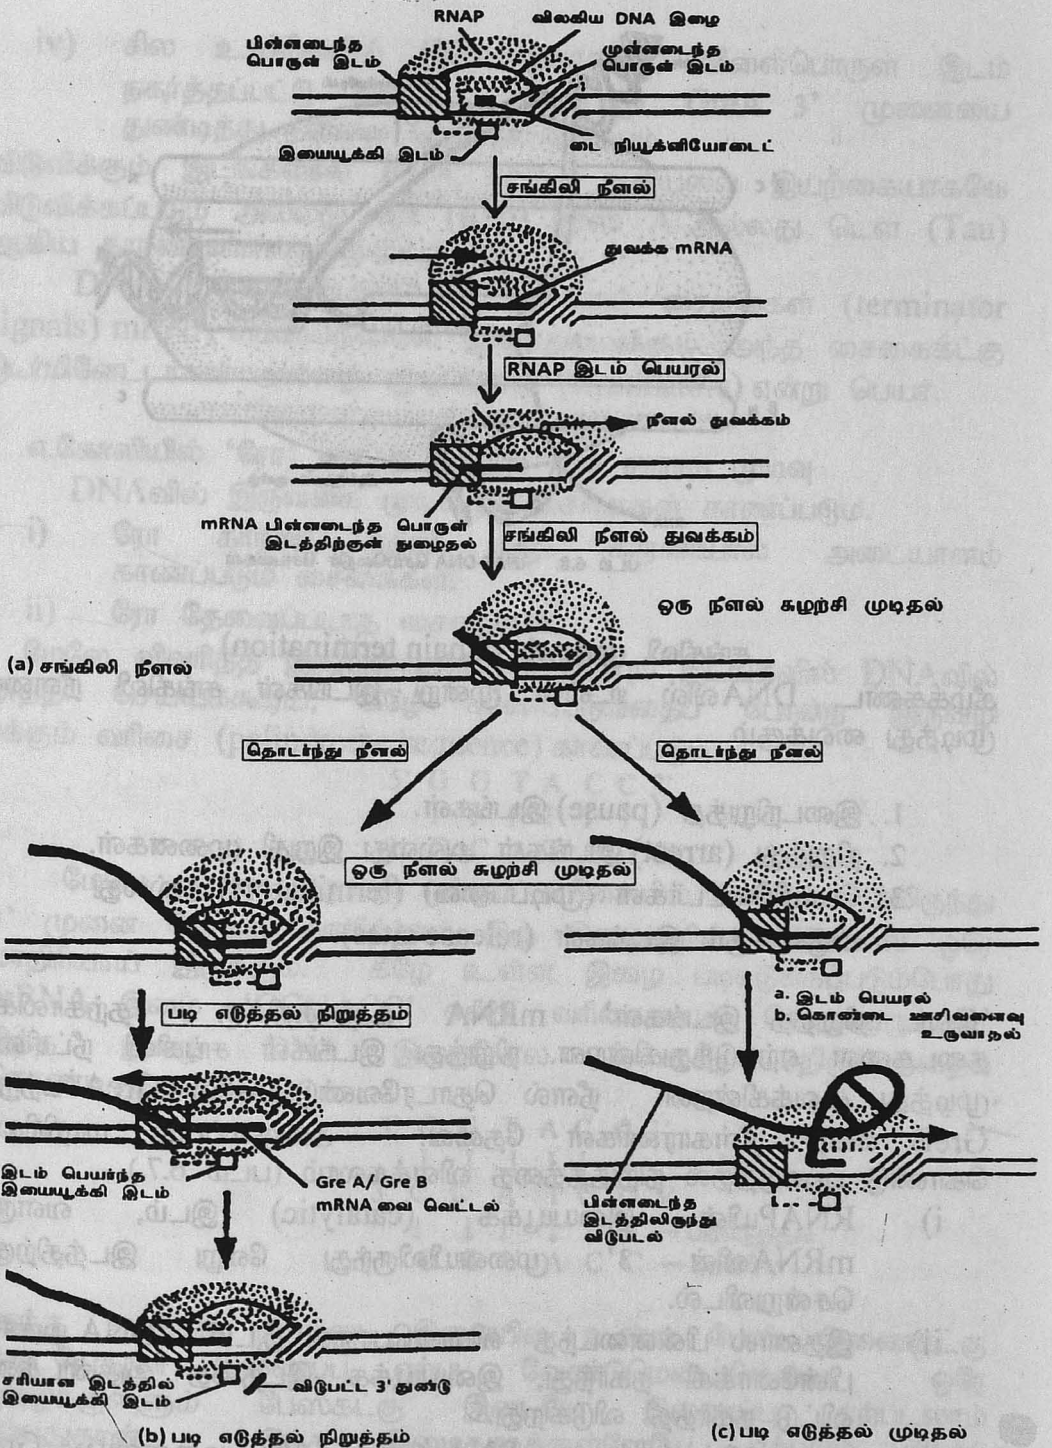 RNAP
விலகிய DNA இழை
பின்னடைந்த
பொருள் இடம்
முன்னடைந்த
பொருள் இடம்
இயையூக்கி இடம்
டை நியூக்னியோடைட்
சங்கிலி நீளல்
துவக்க mRNA
RNAP இடம் பெயரல்
நீளல் துவக்கம்
mRNA பின்னடைந்த பொருள்
இடத்திற்குள் நுழைதல்
சங்கிலி நீளல் துவக்கம்
ஒரு நீளல் சுழற்சி முடிதல்
(a) சங்கிலி நீளல்
தொடர்ந்து நீளல்
தொடர்ந்து நீளல்
ஒரு நீளல் சுழற்சி முடிதல்
படி எடுத்தல் நிறுத்தம்
a. இடம் பெயரல்
b. கொண்டை ஊசிவளைவு
உருவாதல்
இடம் பெயர்ந்த
இயையூக்கி இடம்
Gre A/ Gre B
mRNA வை வெட்டல்
பின்னடைந்த
இடத்திலிருந்து
விடுபடல்
சரியான இடத்தில்
இயையூக்கி இடம்
விடுபட்ட 3' துண்டு
(b) படி எடுத்தல் நிறுத்தம்
(c) படி எடுத்தல் முடிதல்